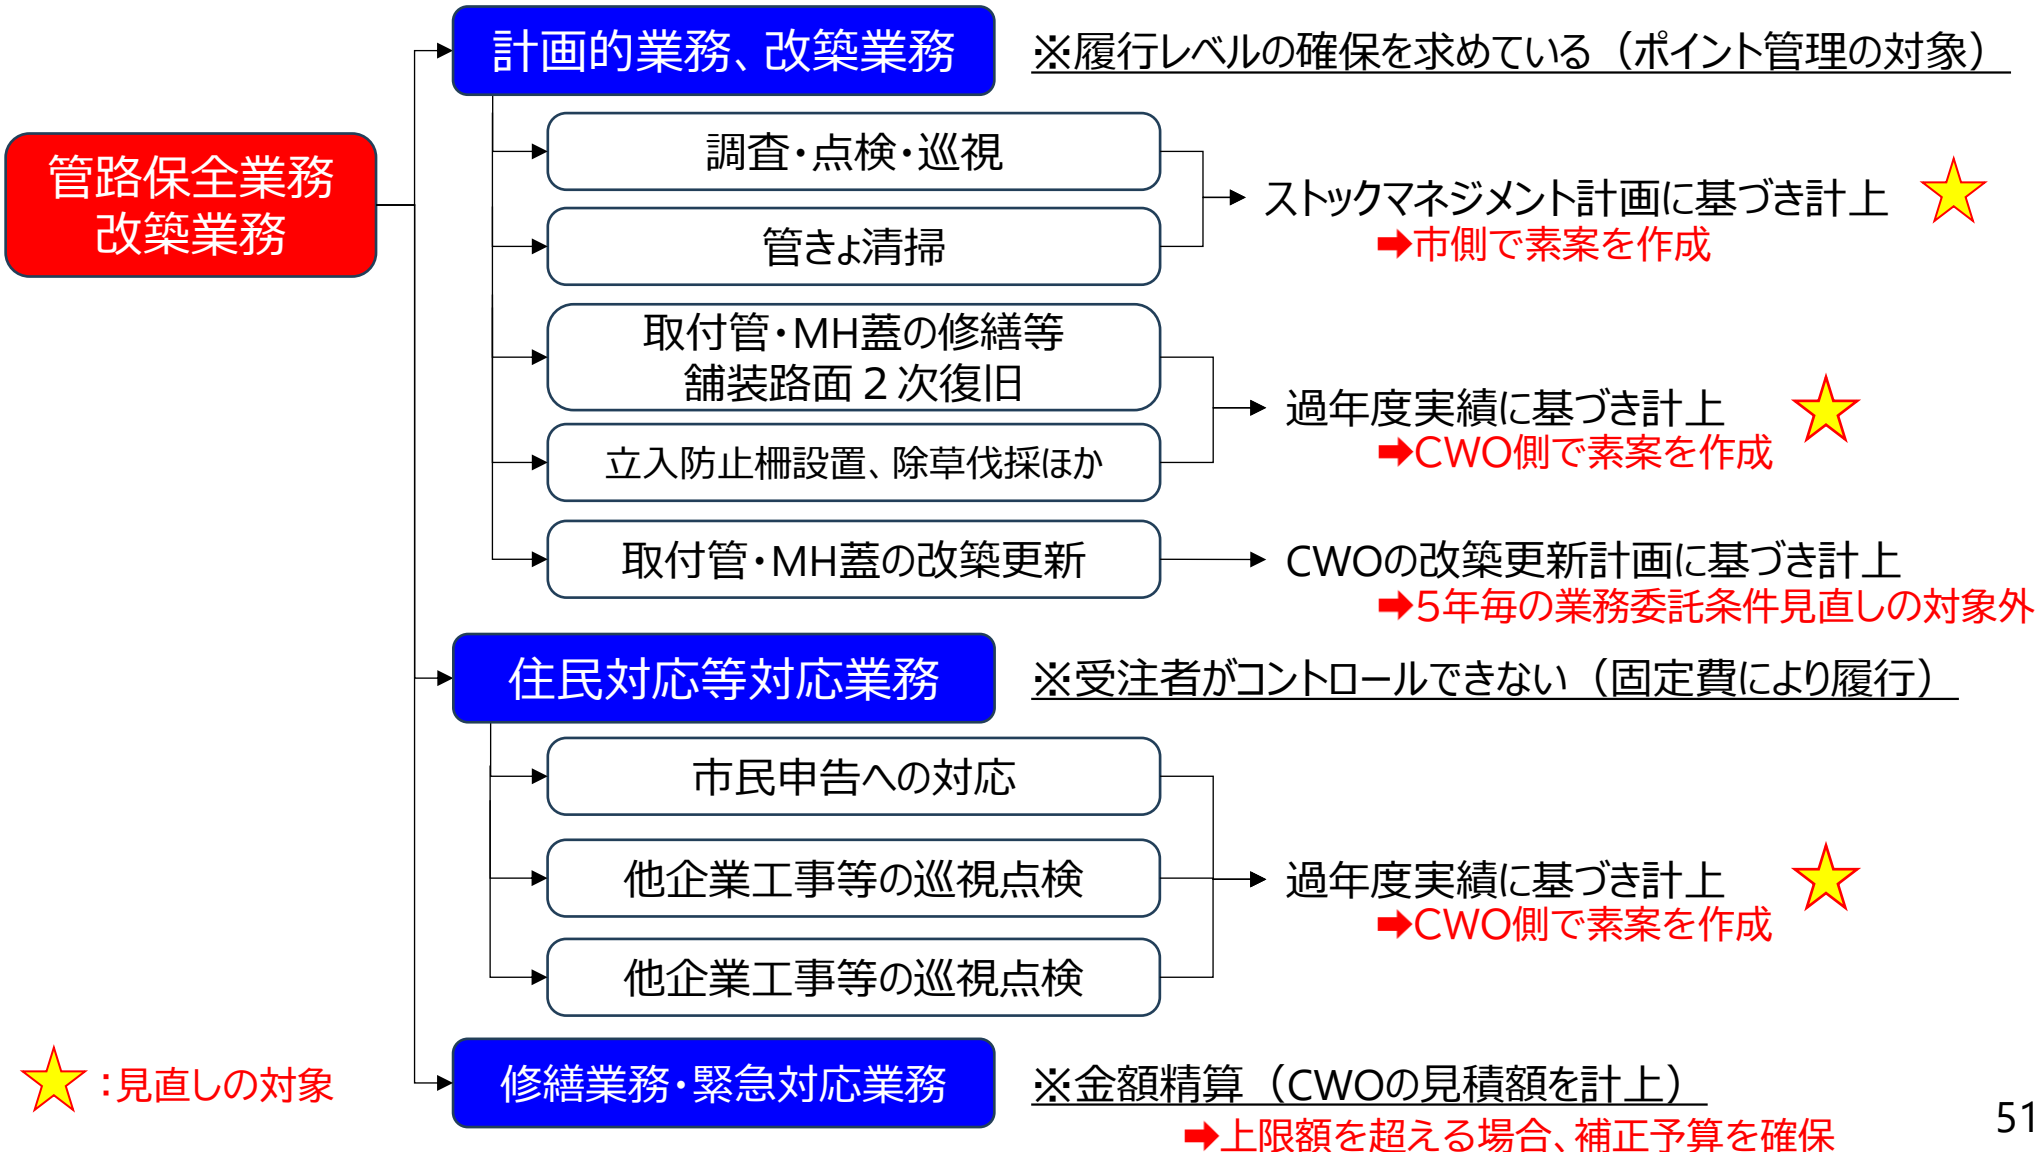 計画的業務、改築業務
※履行レベルの確保を求めている（ポイント管理の対象）
管路保全業務
改築業務
調査・点検・巡視
管きょ清掃
ストックマネジメント計画に基づき計上
➡市側で素案を作成
取付管・MH蓋の修繕等
舗装路面２次復旧
立入防止柵設置、除草伐採ほか
過年度実績に基づき計上
➡CWO側で素案を作成
取付管・MH蓋の改築更新
CWOの改築更新計画に基づき計上
➡5年毎の業務委託条件見直しの対象外
住民対応等対応業務
※受注者がコントロールできない（固定費により履行）
市民申告への対応
他企業工事等の巡視点検
他企業工事等の巡視点検
過年度実績に基づき計上
➡CWO側で素案を作成
：見直しの対象
修繕業務・緊急対応業務
※金額精算（CWOの見積額を計上）
➡上限額を超える場合、補正予算を確保
51